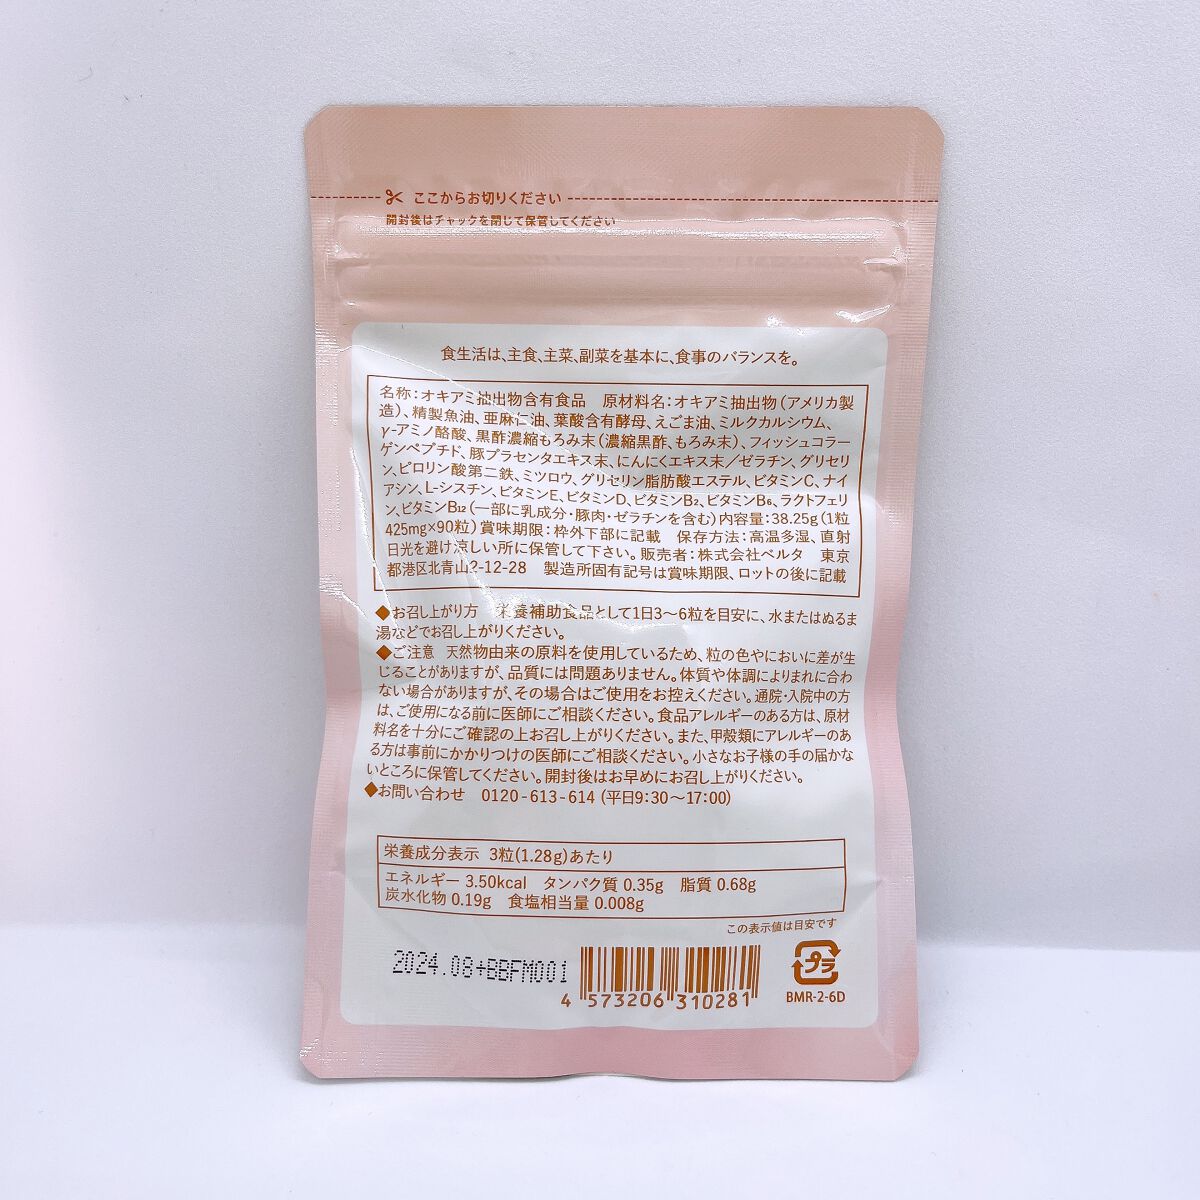 ここからお切りください
開封後はチャックを閉じて保管してください
食生活は、主食、主菜、副菜を基本に、食事のバランスを。
名称：オキアミ抽出物含有食品　原材料名：オキアミ抽出物（アメリカ製
造）、精製魚油、亜麻仁油、葉酸含有酵母、えごま油、ミルクカルシウム、
γ-アミノ酪酸、黒酢濃縮もろみ末（濃縮黒酢、もろみ末）、フィッシュコラー
ゲンペプチド、豚プラセンタエキス末、にんにくエキス末／ゼラチン、グリセリ
ン、ピロリン酸第二鉄、ミツロウ、グリセリン脂肪酸エステル、ビタミンC、ナイ
アシン、L-シスチン、ビタミンE、ビタミンD、ビタミンB₂、ビタミンB₆、ラクトフェリ
ン、ビタミンB₁₂（一部に乳成分・豚肉・ゼラチンを含む）内容量：38.25g（1粒
425mg×90粒）賞味期限：枠外下部に記載　保存方法：高温多湿、直射
日光を避け涼しい所に保管して下さい。販売者：株式会社ベルタ　東京
都港区北青山2-12-28　製造所固有記号は賞味期限、ロットの後に記載
◆お召し上がり方　栄養補助食品として1日3〜6粒を目安に、水またはぬるま
湯などでお召し上がりください。
◆ご注意　天然物由来の原料を使用しているため、粒の色やにおいに差が生
じることがありますが、品質には問題ありません。体質や体調によりまれに合わ
ない場合がありますが、その場合はご使用をお控えください。通院・入院中の方
は、ご使用になる前に医師にご相談ください。食品アレルギーのある方は、原材
料名を十分にご確認の上お召し上がりください。また、甲殻類にアレルギーのあ
る方は事前にかかりつけの医師にご相談ください。小さなお子様の手の届かな
いところに保管してください。開封後はお早めにお召し上がりください。
◆お問い合わせ　0120-613-614（平日9:30〜17:00）
栄養成分表示　3粒(1.28g)あたり
エネルギー 3.50kcal　タンパク質 0.35g　脂質 0.68g
炭水化物 0.19g　食塩相当量 0.008g
この表示値は目安です
2024.08+BBFM001
4 573206 310281
プラ
BMR-2-6D